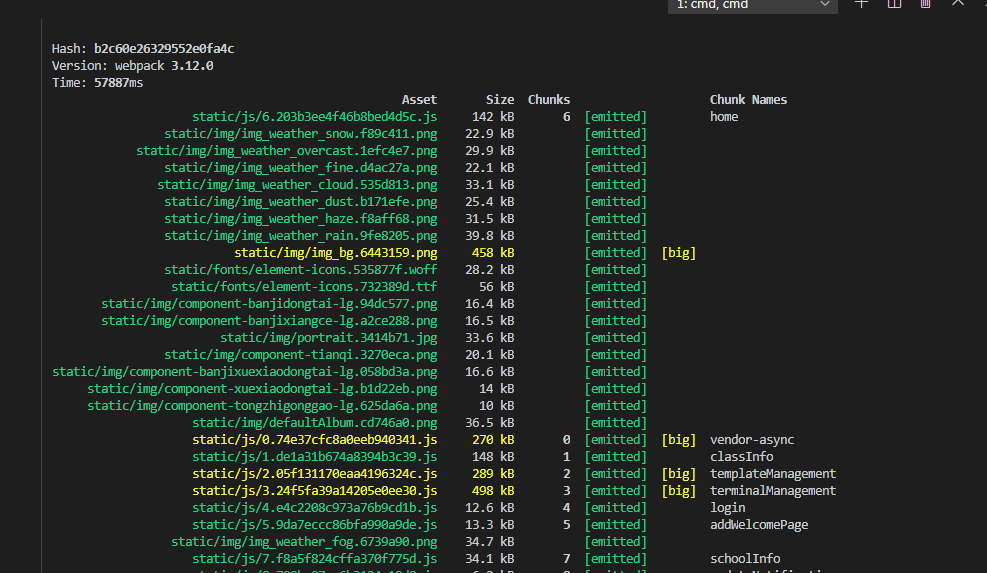 1: cmd, cmd
Hash: b2c60e26329552e0fa4c
Version: webpack 3.12.0
Time: 57887ms
Asset Size Chunks Chunk Names
static/js/6.203b3ee4f46b8bed4d5c.js 142 kB 6 [emitted] home
static/img/img_weather_snow.f89c411.png 22.9 kB [emitted]
static/img/img_weather_overcast.1efc4e7.png 29.9 kB [emitted]
static/img/img_weather_fine.d4ac27a.png 22.1 kB [emitted]
static/img/img_weather_cloud.535d813.png 33.1 kB [emitted]
static/img/img_weather_dust.b171efe.png 25.4 kB [emitted]
static/img/img_weather_haze.f8aff68.png 31.5 kB [emitted]
static/img/img_weather_rain.9fe8205.png 39.8 kB [emitted]
static/img/img_bg.6443159.png 458 kB [emitted] [big]
static/fonts/element-icons.535877f.woff 28.2 kB [emitted]
static/fonts/element-icons.732389d.ttf 56 kB [emitted]
static/img/component-banjidongtai-lg.94dc577.png 16.4 kB [emitted]
static/img/component-banjixiangce-lg.a2ce288.png 16.5 kB [emitted]
static/img/portrait.3414b71.jpg 33.6 kB [emitted]
static/img/component-tianqi.3270eca.png 20.1 kB [emitted]
static/img/component-banjixuexiaodongtai-lg.058bd3a.png 16.6 kB [emitted]
static/img/component-xuexiaodongtai-lg.b1d22eb.png 14 kB [emitted]
static/img/component-tongzhigonggao-lg.625da6a.png 10 kB [emitted]
static/img/defaultAlbum.cd746a0.png 36.5 kB [emitted]
static/js/0.74e37cfc8a0eeb940341.js 270 kB 0 [emitted] [big] vendor-async
static/js/1.de1a31b674a8394b3c39.js 148 kB 1 [emitted] classInfo
static/js/2.05f131170eaa4196324c.js 289 kB 2 [emitted] [big] templateManagement
static/js/3.24f5fa39a14205e0ee30.js 498 kB 3 [emitted] [big] terminalManagement
static/js/4.e4c2208c973a76b9cd1b.js 12.6 kB 4 [emitted] login
static/js/5.9da7eccc86bfa990a9de.js 13.3 kB 5 [emitted] addWelcomePage
static/img/img_weather_fog.6739a90.png 34.7 kB [emitted]
static/js/7.f8a5f824cffa370f775d.js 34.1 kB 7 [emitted] schoolInfo